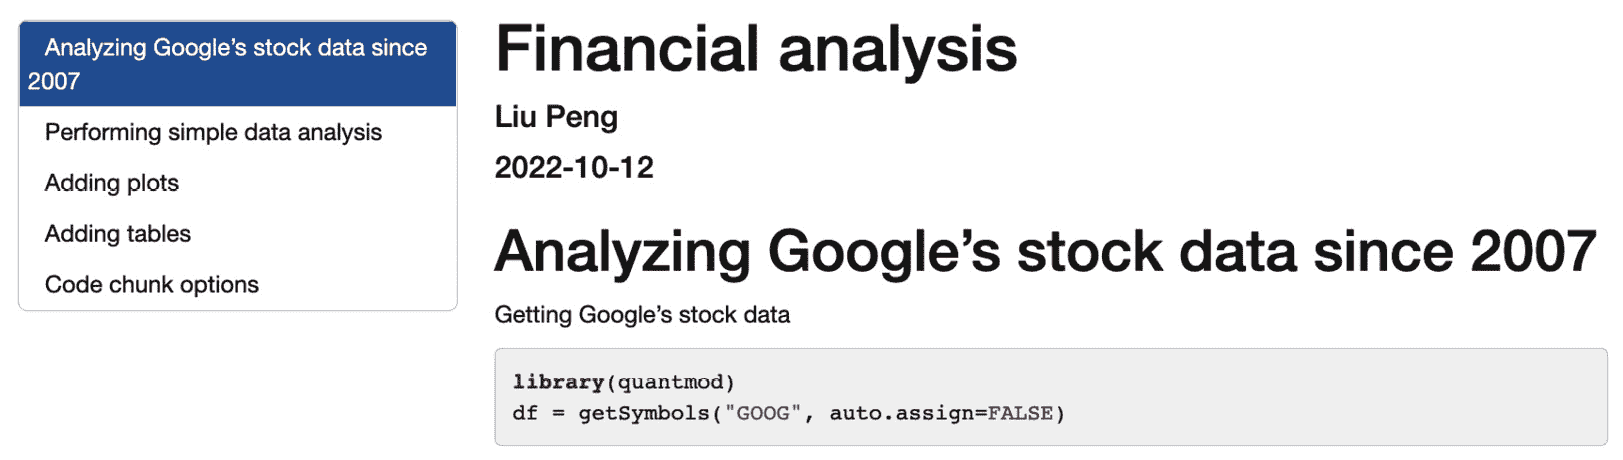 Analyzing Google’s stock data since
2007
Performing simple data analysis
Adding plots
Adding tables
Code chunk options
Financial analysis
Liu Peng
2022-10-12
Analyzing Google’s stock data since 2007
Getting Google’s stock data
library(quantmod)
df = getSymbols("GOOG", auto.assign=FALSE)